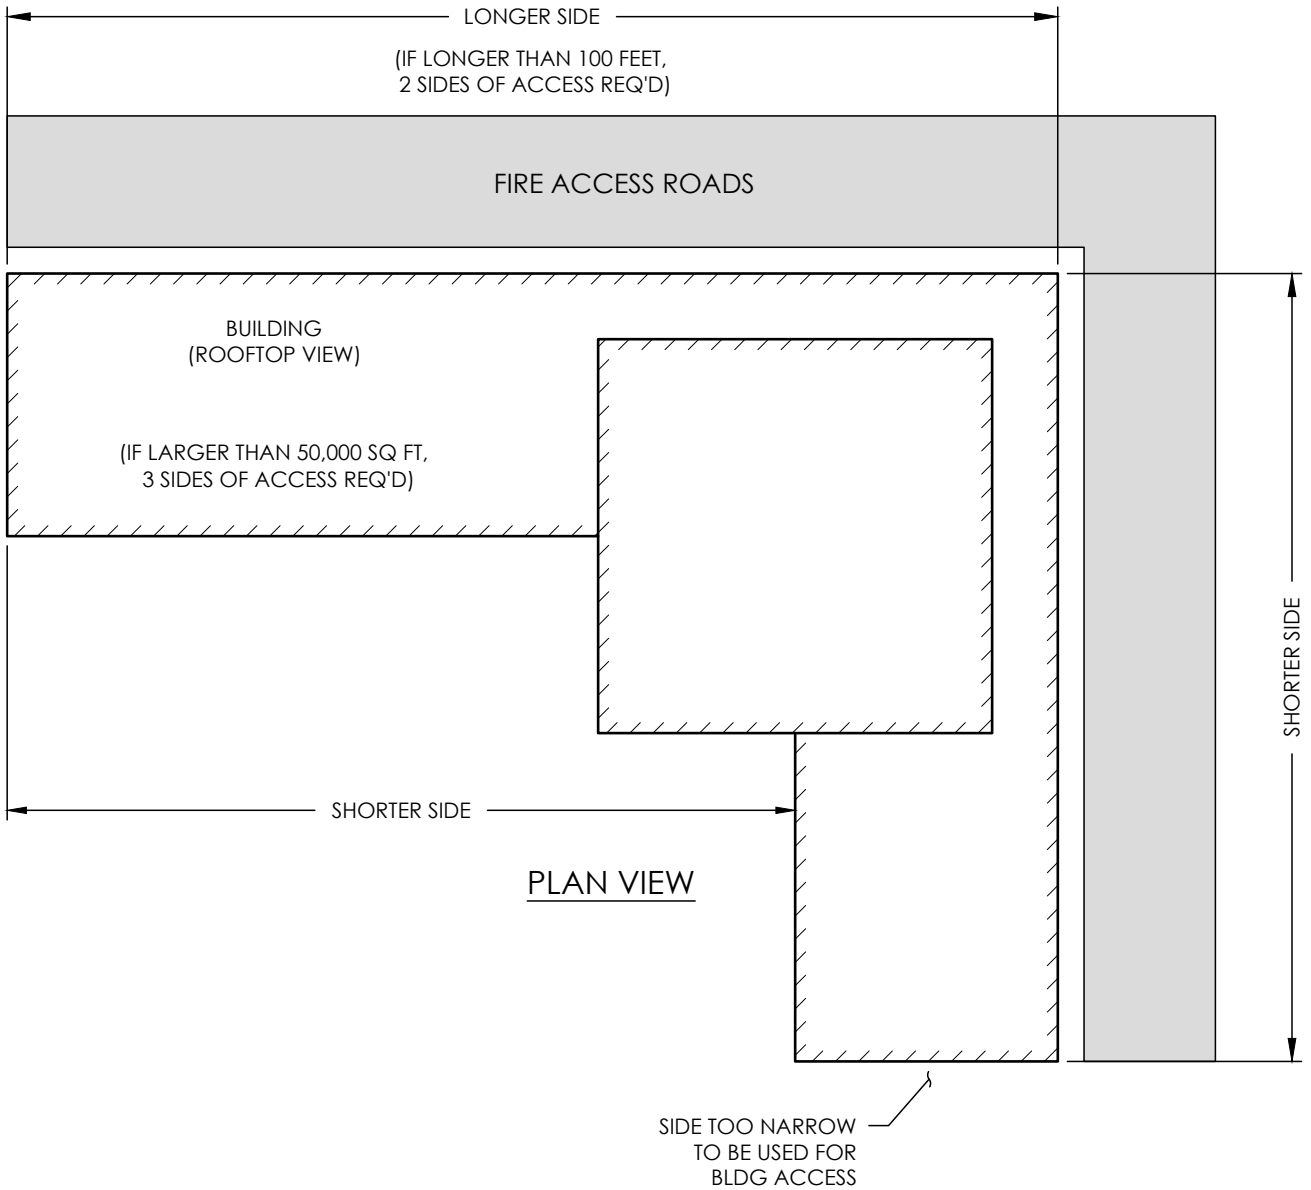 LONGER SIDE
(IF LONGER THAN 100 FEET,
2 SIDES OF ACCESS REQ'D)
FIRE ACCESS ROADS
BUILDING
(ROOFTOP VIEW)
(IF LARGER THAN 50,000 SQ FT,
3 SIDES OF ACCESS REQ'D)
SHORTER SIDE
SHORTER SIDE
PLAN VIEW
SIDE TOO NARROW
TO BE USED FOR
BLDG ACCESS